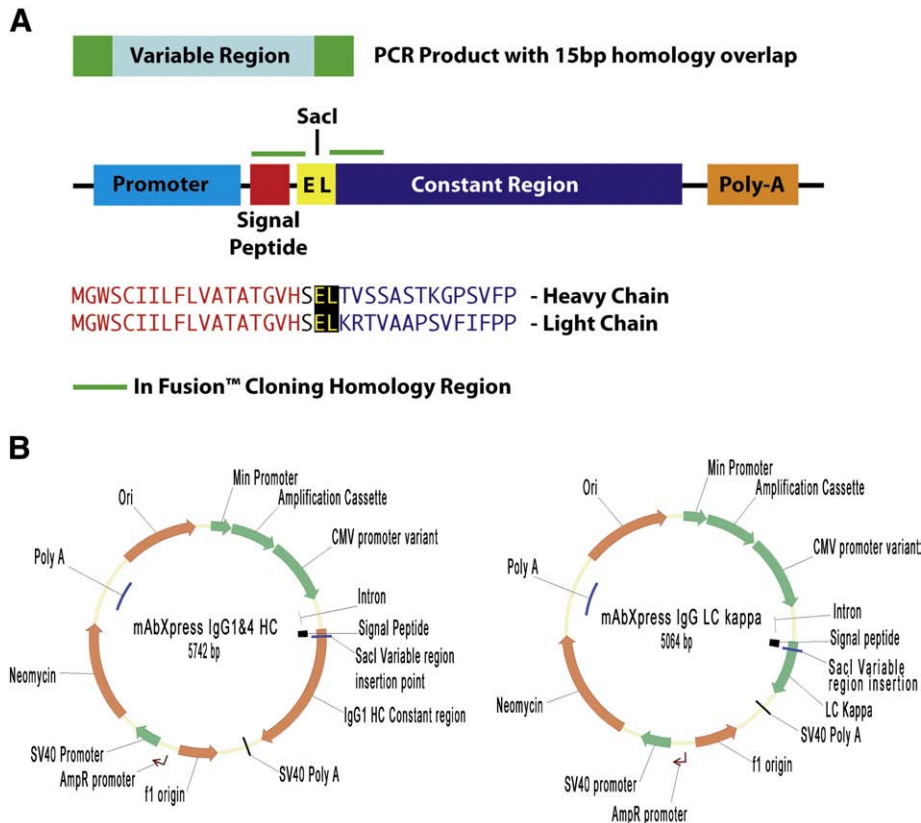 A
Variable Region
PCR Product with 15bp homology overlap
SacI
Promoter
E L
Constant Region
Poly-A
Signal
Peptide
MGWSCIILFLVATATGVHSELTVSSASTKGPSVFPP - Heavy Chain
MGWSCIILFLVATATGVHSELKRTVAAPSVFIFPP - Light Chain
In Fusion™ Cloning Homology Region
B
Min Promoter
Amplification Cassette
Ori
CMV promoter variant
Poly A
Intron
mAbXpress IgG1&4 HC
5742 bp
Signal Peptide
SacI Variable region
insertion point
Neomycin
IgG1 HC Constant region
SV40 Promoter
AmpR promoter
SV40 Poly A
f1 origin
Min Promoter
Amplification Cassette
Ori
CMV promoter variant
Poly A
Intron
mAbXpress IgG LC kappa
5064 bp
Signal peptide
SacI Variable
region insertion
LC Kappa
Neomycin
SV40 Poly A
SV40 promoter
f1 origin
AmpR promoter